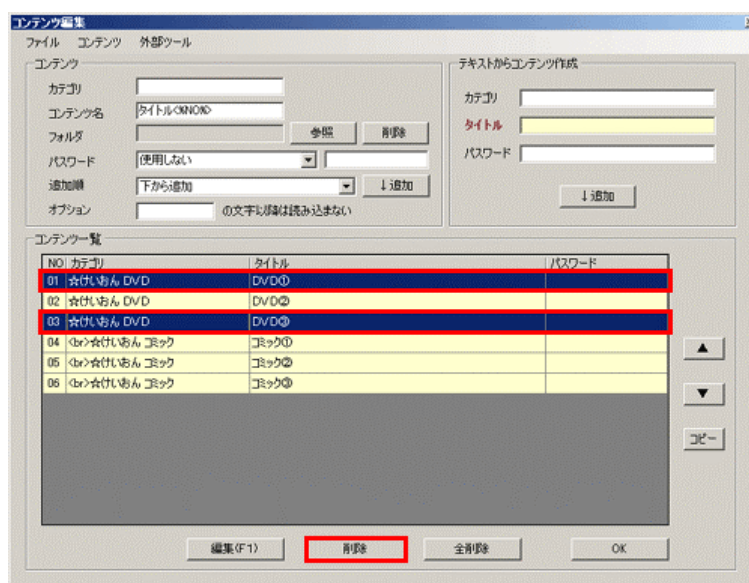 コンテンツ編集
ファイル コンテンツ 外部ツール
コンテンツ
カテゴリ
コンテンツ名 タイトル<%NO%>
フォルダ 参照 削除
パスワード 使用しない
追加順 下から追加 ↓追加
オプション の文字以降は読み込まない
テキストからコンテンツ作成
カテゴリ
タイトル
パスワード
↓追加
コンテンツ一覧
NO カテゴリ タイトル パスワード
01 ☆けいおん DVD DVD①
02 ☆けいおん DVD DVD②
03 ☆けいおん DVD DVD③
04 <br>☆けいおん コミック コミック①
05 <br>☆けいおん コミック コミック②
06 <br>☆けいおん コミック コミック③
▲
▼
コピー
編集(F1) 削除 全削除 OK